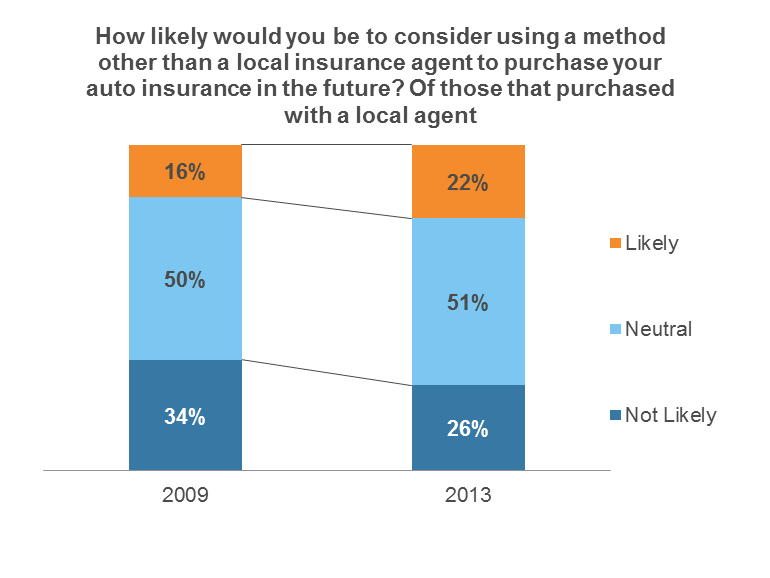 How likely would you be to consider using a method
other than a local insurance agent to purchase your
auto insurance in the future? Of those that purchased
with a local agent
16%
22%
50%
51%
34%
26%
Likely
Neutral
Not Likely
2009
2013